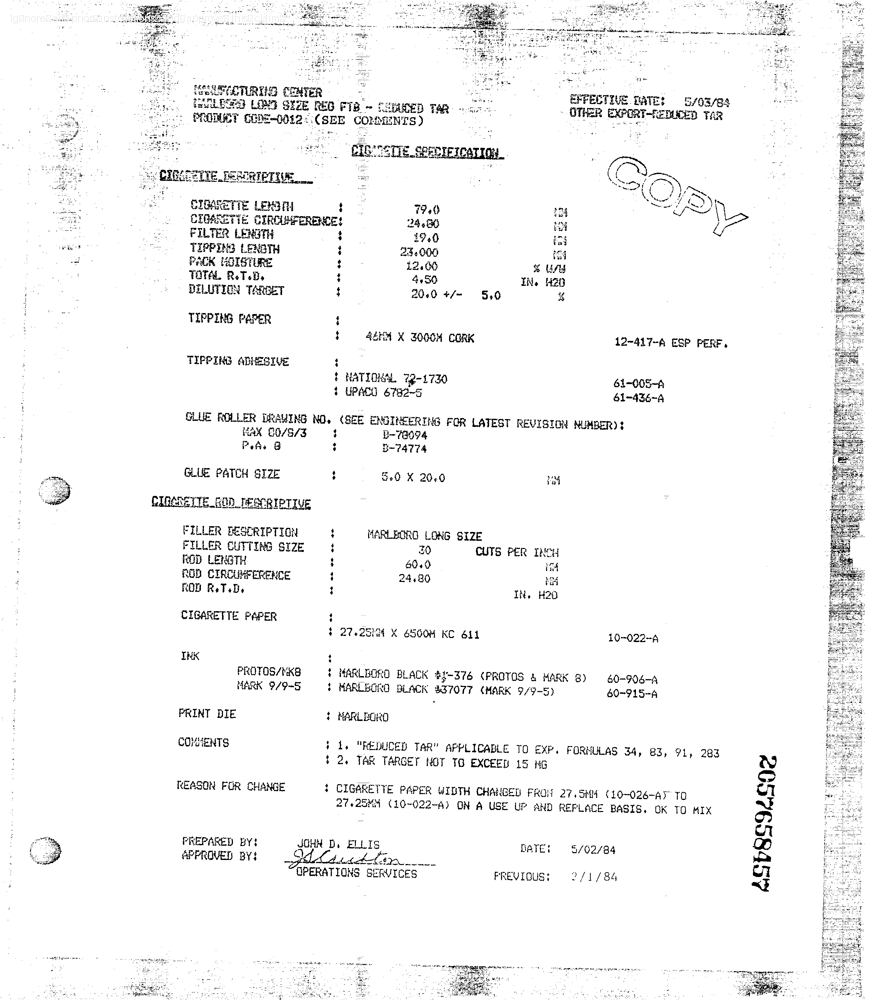 MANUFACTURING CENTER
MARLBORO LONG SIZE REG FTB - REDUCED TAR
PRODUCT CODE-0012 (SEE COMMENTS)
EFFECTIVE DATE: 5/03/84
OTHER EXPORT-REDUCED TAR
CIGARETTE SPECIFICATION
COPY
CIGARETTE DESCRIPTIVE
CIGARETTE LENGTH : 79.0 MM
CIGARETTE CIRCUMFERENCE: 24.80 MM
FILTER LENGTH : 19.0 MM
TIPPING LENGTH : 23.000 MM
PACK MOISTURE : 12.00 % W/W
TOTAL R.T.D. : 4.50 IN. H2O
DILUTION TARGET : 20.0 +/- 5.0 %
TIPPING PAPER :
: 46MM X 3000M CORK 12-417-A ESP PERF.
TIPPING ADHESIVE :
: NATIONAL 72-1730 61-005-A
: UPACO 6782-5 61-436-A
GLUE ROLLER DRAWING NO. (SEE ENGINEERING FOR LATEST REVISION NUMBER):
MAX CO/S/3 : B-78094
P.A. 8 : B-74774
GLUE PATCH SIZE : 5.0 X 20.0 MM
CIGARETTE ROD DESCRIPTIVE
FILLER DESCRIPTION : MARLBORO LONG SIZE
FILLER CUTTING SIZE : 30 CUTS PER INCH
ROD LENGTH : 60.0 MM
ROD CIRCUMFERENCE : 24.80 MM
ROD R.T.D. : IN. H2O
CIGARETTE PAPER :
: 27.25MM X 6500M KC 611 10-022-A
INK :
PROTOS/MK8 : MARLBORO BLACK -376 (PROTOS & MARK 8) 60-906-A
MARK 9/9-5 : MARLBORO BLACK #37077 (MARK 9/9-5) 60-915-A
PRINT DIE : MARLBORO
COMMENTS : 1. "REDUCED TAR" APPLICABLE TO EXP. FORMULAS 34, 83, 91, 283
: 2. TAR TARGET NOT TO EXCEED 15 MG
REASON FOR CHANGE : CIGARETTE PAPER WIDTH CHANGED FROM 27.5MM (10-026-A) TO
27.25MM (10-022-A) ON A USE UP AND REPLACE BASIS. OK TO MIX
PREPARED BY: JOHN D. ELLIS DATE: 5/02/84
APPROVED BY:
OPERATIONS SERVICES PREVIOUS: 2/1/84
2057658457